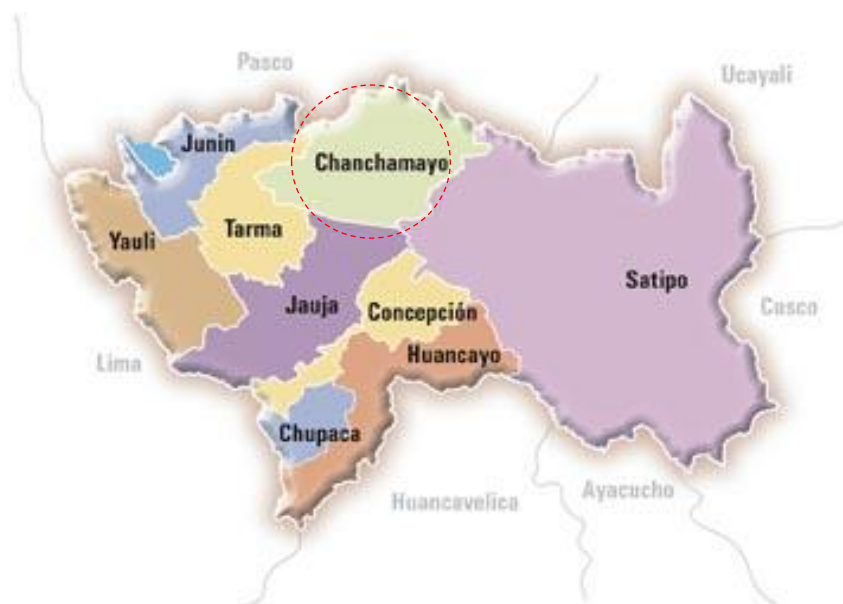 Pasco
Ucayali
Junin
Chanchamayo
Tarma
Yauli
Satipo
Jauja
Concepción
Cusco
Huancayo
Lima
Chupaca
Ayacucho
Huancavelica